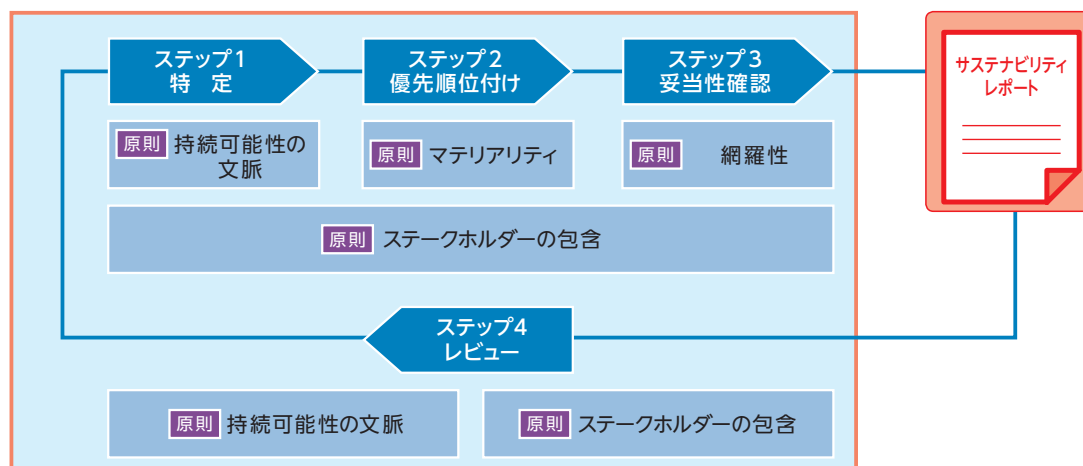 ステップ1
特 定
ステップ2
優先順位付け
ステップ3
妥当性確認
サステナビリティ
レポート
原則 持続可能性の
文脈
原則 マテリアリティ
原則 網羅性
原則 ステークホルダーの包含
ステップ4
レビュー
原則 持続可能性の文脈
原則 ステークホルダーの包含